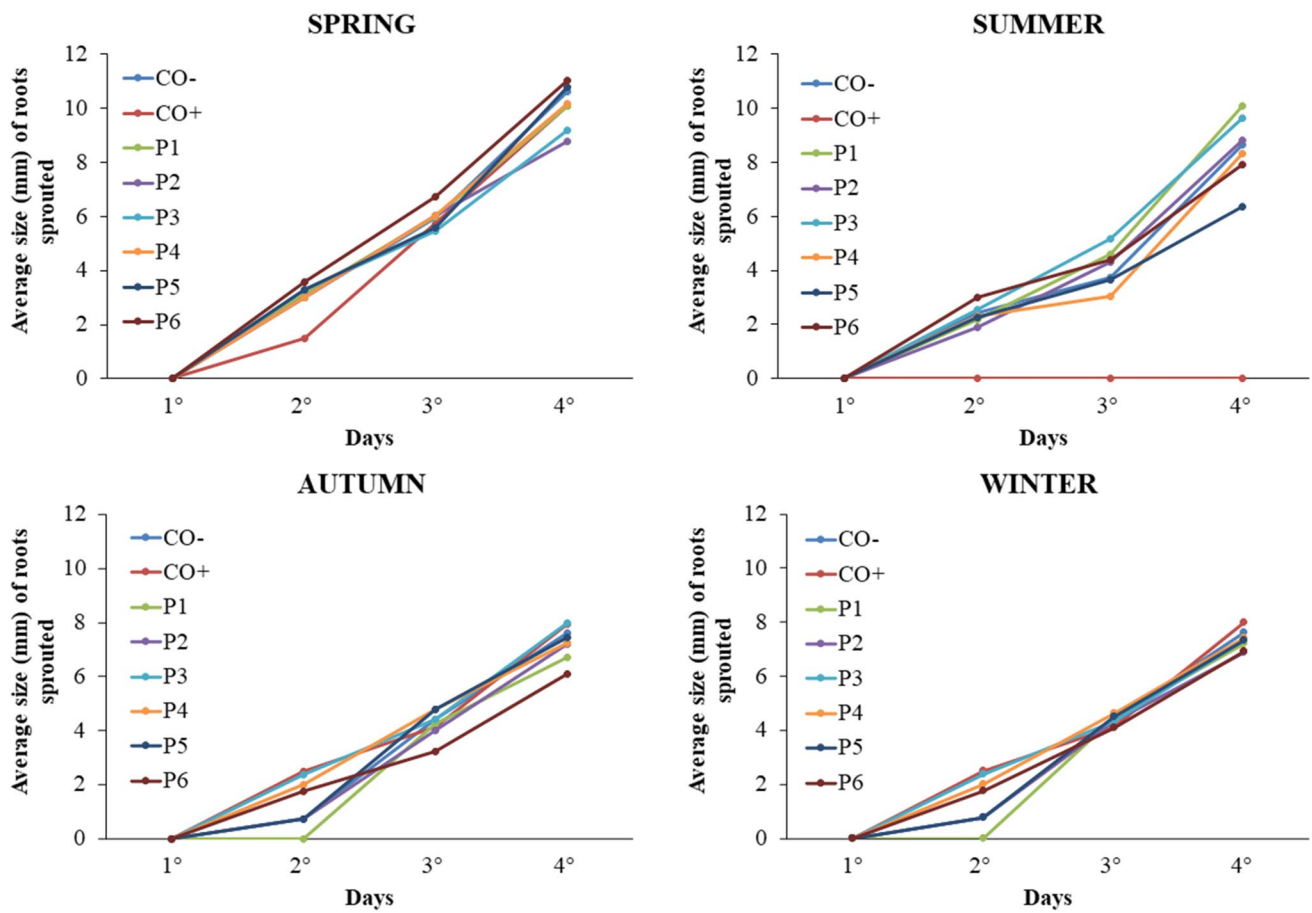 SPRING
Average size (mm) of roots
sprouted
12
10
8
6
4
2
0
CO-
CO+
P1
P2
P3
P4
P5
P6
1°
2°
3°
4°
Days
SUMMER
Average size (mm) of roots
sprouted
12
10
8
6
4
2
0
CO-
CO+
P1
P2
P3
P4
P5
P6
1°
2°
3°
4°
Days
AUTUMN
Average size (mm) of roots
sprouted
12
10
8
6
4
2
0
CO-
CO+
P1
P2
P3
P4
P5
P6
1°
2°
3°
4°
Days
WINTER
Average size (mm) of roots
sprouted
12
10
8
6
4
2
0
CO-
CO+
P1
P2
P3
P4
P5
P6
1°
2°
3°
4°
Days